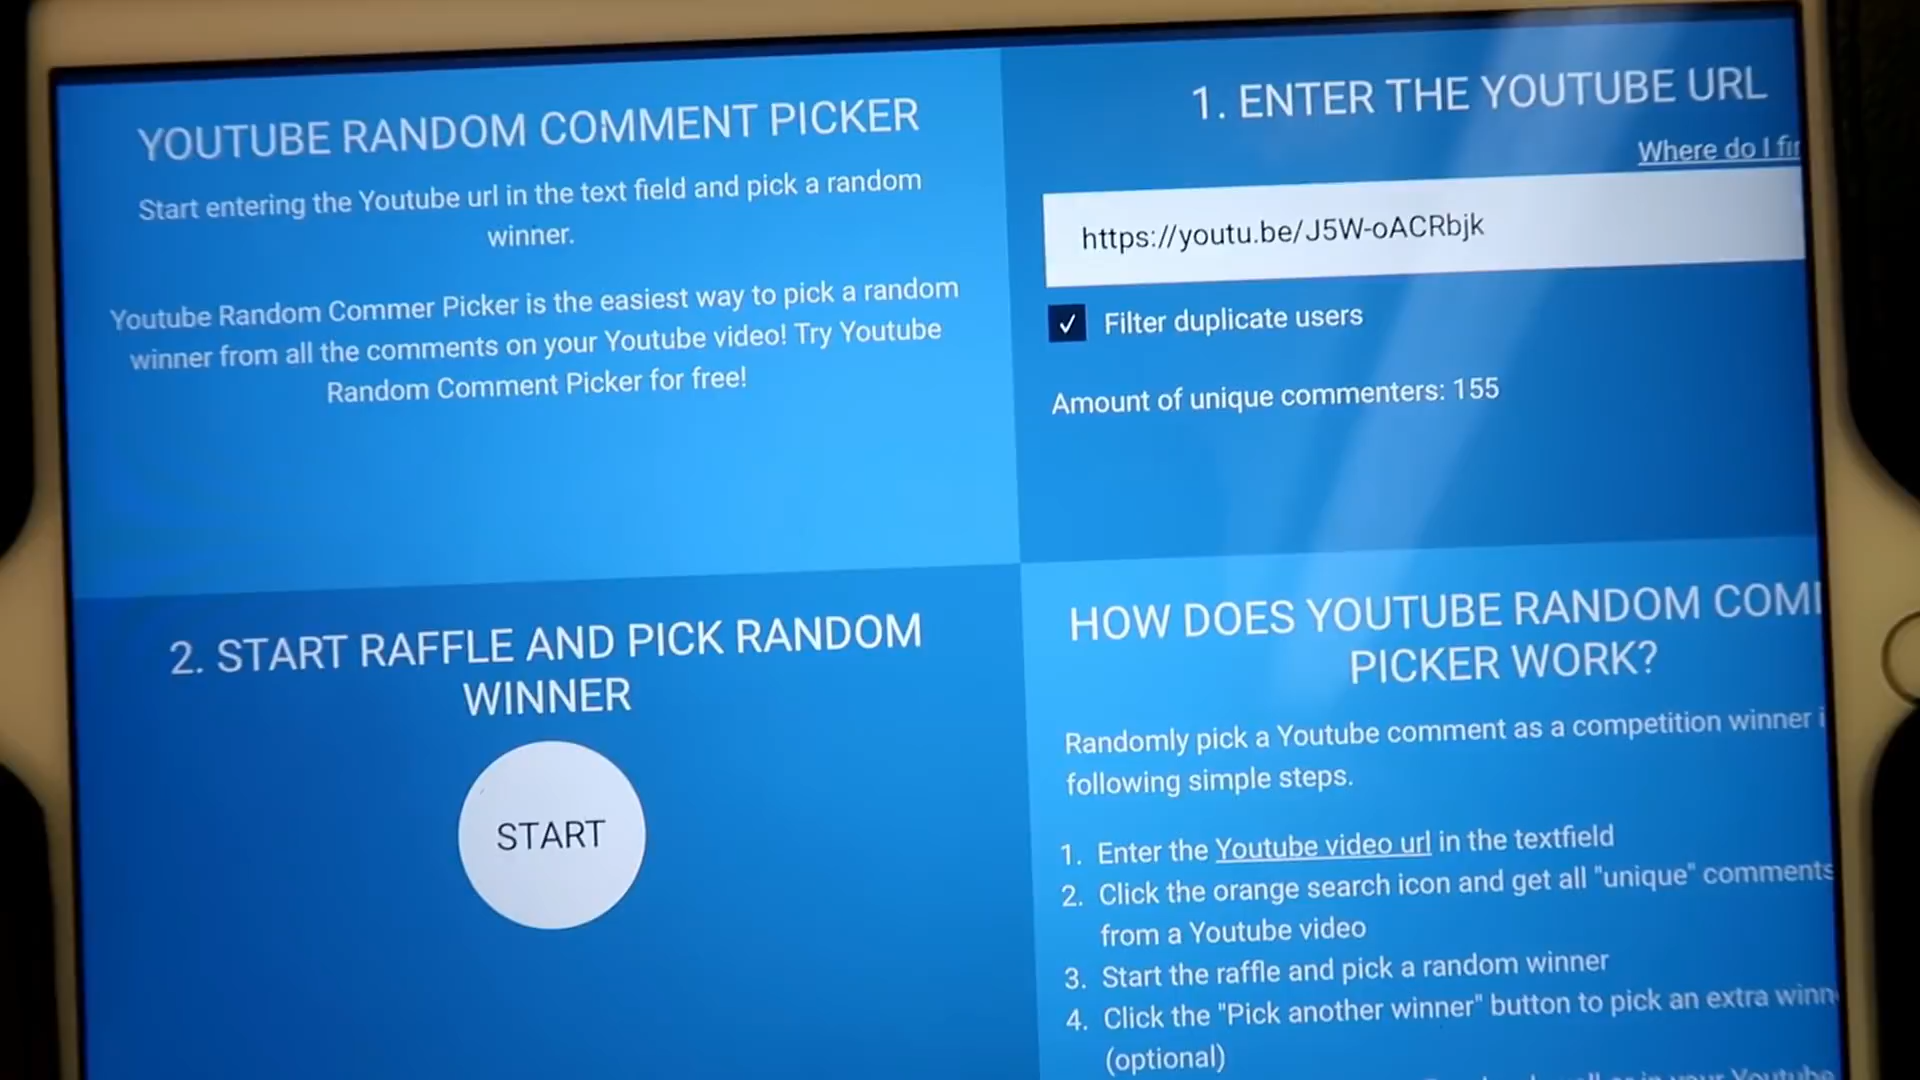 YOUTUBE RANDOM COMMENT PICKER
Start entering the Youtube url in the text field and pick a random
winner.
Youtube Random Commer Picker is the easiest way to pick a random
winner from all the comments on your Youtube video! Try Youtube
Random Comment Picker for free!
1. ENTER THE YOUTUBE URL
Where do I
https://youtu.be/J5W-oACRbjk
✓ Filter duplicate users
Amount of unique commenters: 155
2. START RAFFLE AND PICK RANDOM
WINNER
START
HOW DOES YOUTUBE RANDOM
PICKER WORK?
Randomly pick a Youtube comment as a competition winner
following simple steps.
1. Enter the Youtube video url in the textfield
2. Click the orange search icon and get all "unique" comments
from a Youtube video
3. Start the raffle and pick a random winner
4. Click the "Pick another winner" button to pick an extra
(optional)
Youtube